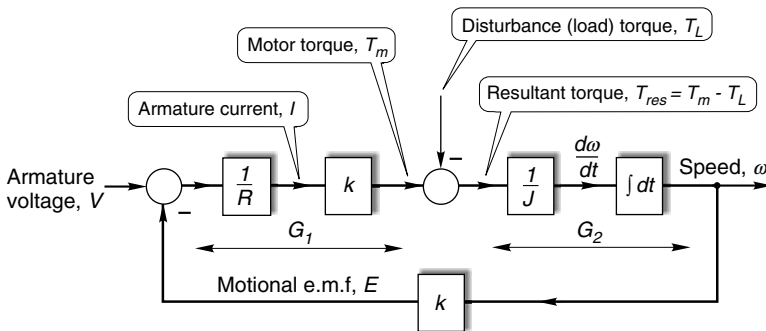 Disturbance (load) torque, T_L
Motor torque, T_m
Armature current, I
Resultant torque, T_res = T_m - T_L
Armature
voltage, V
−
1/R
k
−
1/J
dω/dt
∫ dt
Speed, ω
G_1
G_2
Motional e.m.f, E
k